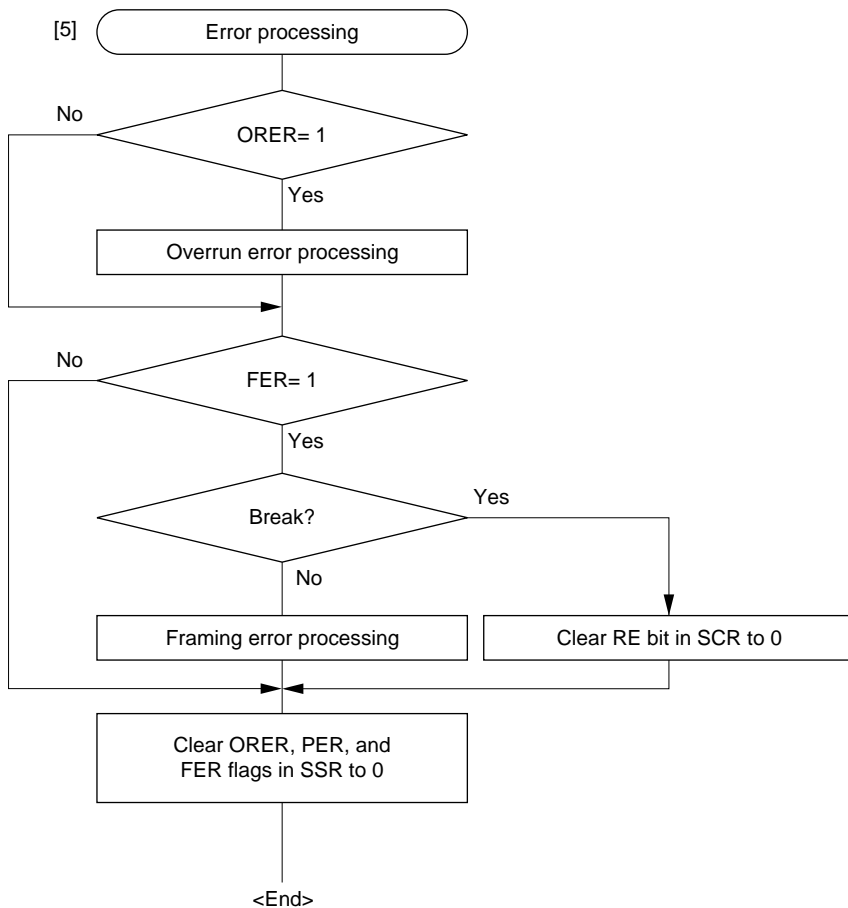 [5]
Error processing
No
ORER= 1
Yes
Overrun error processing
No
FER= 1
Yes
Break?
Yes
No
Framing error processing
Clear RE bit in SCR to 0
Clear ORER, PER, and
FER flags in SSR to 0
<End>